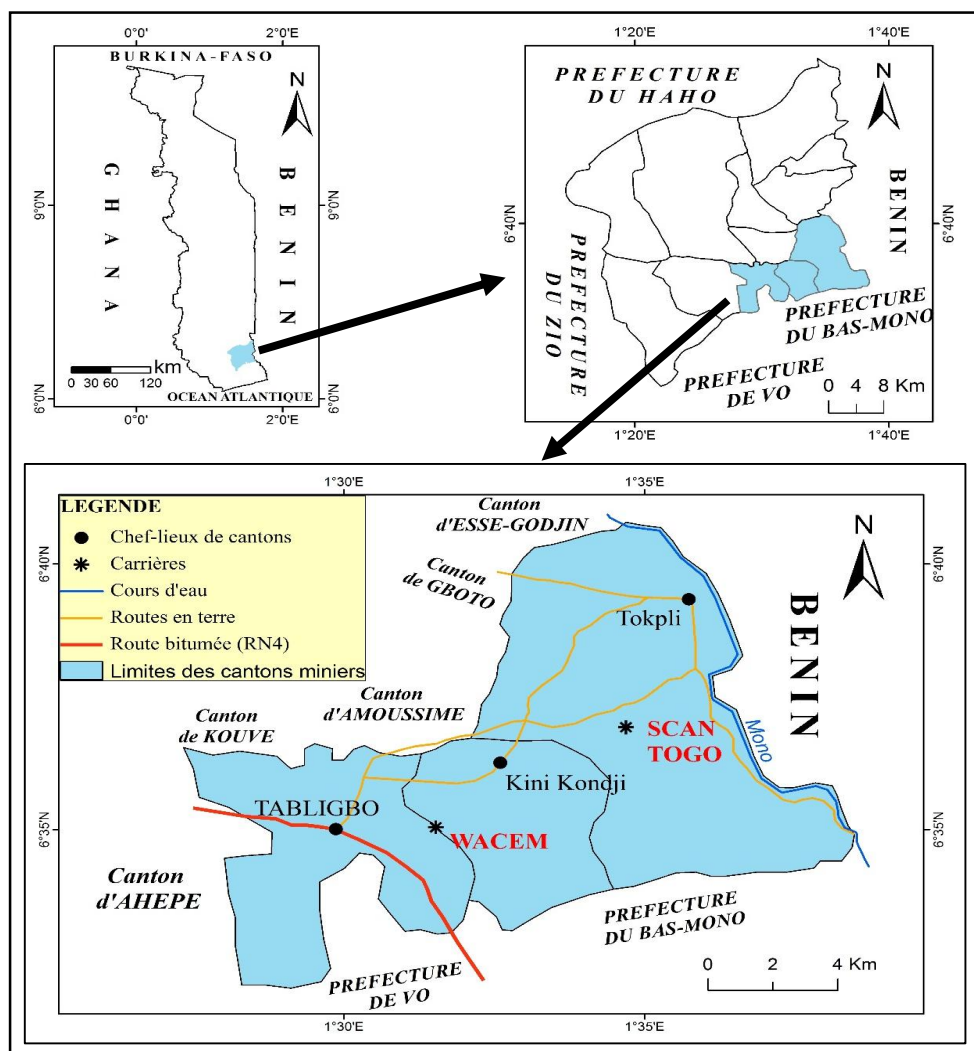 0°0'
2°0'E
BURKINA-FASO
N
GHANA
BENIN
9°0'N
9°0'N
6°0'N
6°0'N
km
0 30 60 120
OCEAN ATLANTIQUE
0°0'
2°0'E
1°20'E
1°40'E
PREFECTURE
DU HAHO
N
BENIN
6°40'N
6°40'N
PREFECTURE
DU ZIO
PREFECTURE
DU BAS-MONO
PREFECTURE
DE VO
0 4 8 Km
1°20'E
1°40'E
1°30'E
1°35'E
LEGENDE
Chef-lieux de cantons
Carrières
Cours d'eau
Routes en terre
Route bitumée (RN4)
Limites des cantons miniers
Canton
d'ESSE-GODJIN
N
6°40'N
6°40'N
Canton
de GBOTO
Tokpli
BENIN
Canton
d'AMOUSSIME
Canton
de KOUVE
SCAN
TOGO
Mono
Kini Kondji
TABLIGBO
6°35'N
6°35'N
WACEM
Canton
d'AHEPE
PREFECTURE
DU BAS-MONO
PREFECTURE
DE VO
0 2 4 Km
1°30'E
1°35'E